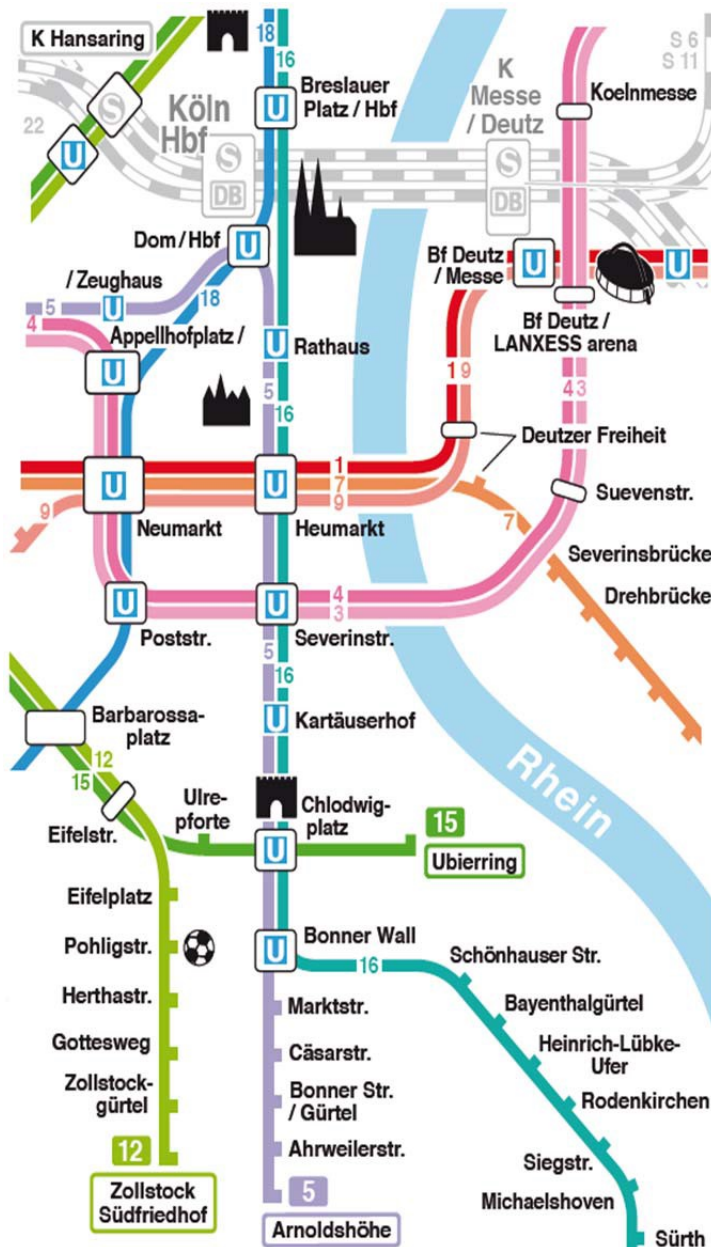 K Hansaring
18
16
S 6
S 11
22
Köln
Hbf
S
DB
U
Breslauer
Platz / Hbf
U
K
Messe
/ Deutz
S
DB
Koelnmesse
S
U
Dom / Hbf
U
Bf Deutz
/ Messe
U
U
/ Zeughaus
U
5
18
4
Appellhofplatz /
U
U
Rathaus
Bf Deutz /
LANXESS arena
5
16
1
9
4
3
Deutzer Freiheit
1
7
9
9
U
Neumarkt
U
Heumarkt
Suevenstr.
7
Severinsbrücke
Drehbrücke
U
Poststr.
U
Severinstr.
4
3
5
16
U
Kartäuserhof
Barbarossa-
platz
12
15
Eifelstr.
Ulre-
pforte
Chlodwig-
platz
U
15
Ubierring
Rhein
Eifelplatz
Pohligstr.
Herthastr.
Gottesweg
Zollstock-
gürtel
12
Zollstock
Südfriedhof
U
Bonner Wall
16
Marktstr.
Cäsarstr.
Bonner Str.
/ Gürtel
Ahrweilerstr.
5
Arnoldshöhe
Schönhauser Str.
Bayenthalgürtel
Heinrich-Lübke-
Ufer
Rodenkirchen
Siegstr.
Michaelshoven
Sürth